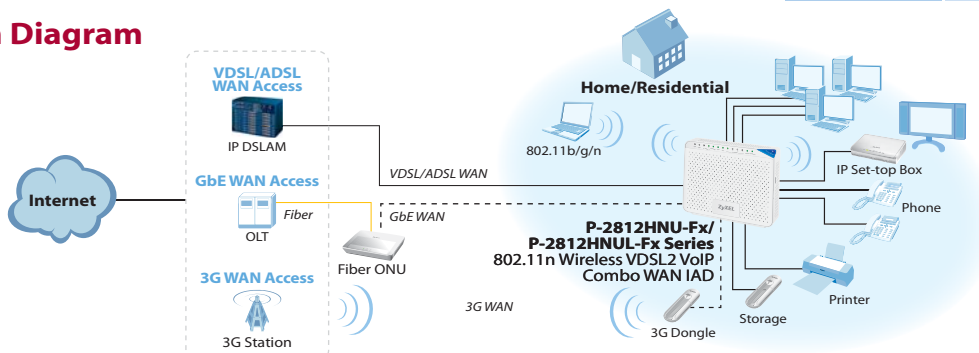 Diagram
VDSL/ADSL
WAN Access
IP DSLAM
Internet
GbE WAN Access
OLT
Fiber
Fiber ONU
3G WAN Access
3G Station
VDSL/ADSL WAN
GbE WAN
3G WAN
Home/Residential
802.11b/g/n
ZyXEL
P-2812HNU-Fx/
P-2812HNUL-Fx Series
802.11n Wireless VDSL2 VoIP
Combo WAN IAD
3G Dongle
Storage
Printer
IP Set-top Box
Phone